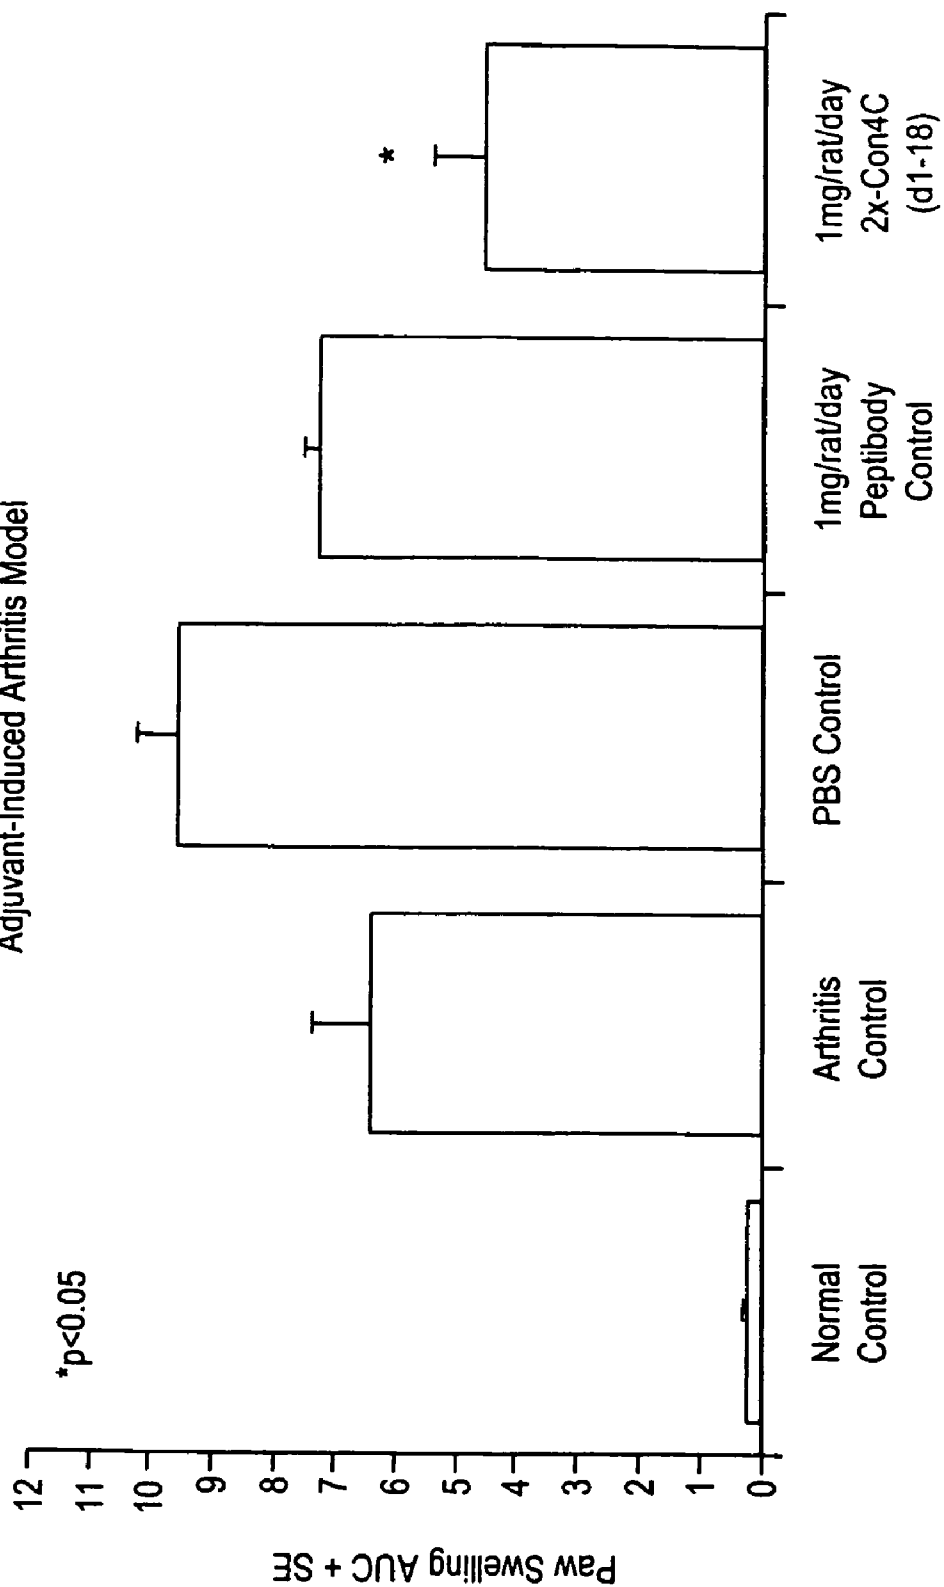 Adjuvant-Induced Arthritis Model
*p<0.05
Paw Swelling AUC + SE
12
11
10
9
8
7
6
5
4
3
2
1
0
*
Normal
Control
Arthritis
Control
PBS Control
1mg/rat/day
Peptibody
Control
1mg/rat/day
2x-Con4C
(d1-18)